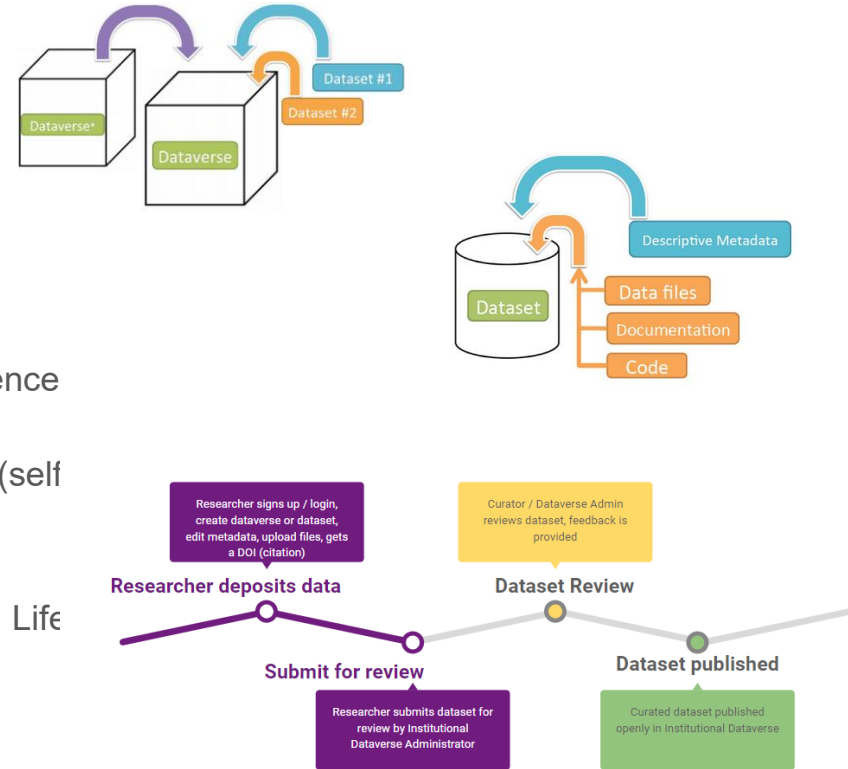 Dataset #1
Dataset #2
Dataverse*
Dataverse
Descriptive Metadata
Dataset
Data files
Documentation
Code
ence
(self
Life
Researcher signs up / login,
create dataverse or dataset,
edit metadata, upload files, gets
a DOI (citation)
Curator / Dataverse Admin
reviews dataset, feedback is
provided
Researcher deposits data
Dataset Review
Submit for review
Dataset published
Researcher submits dataset for
review by Institutional
Dataverse Administrator
Curated dataset published
openly in Institutional Dataverse